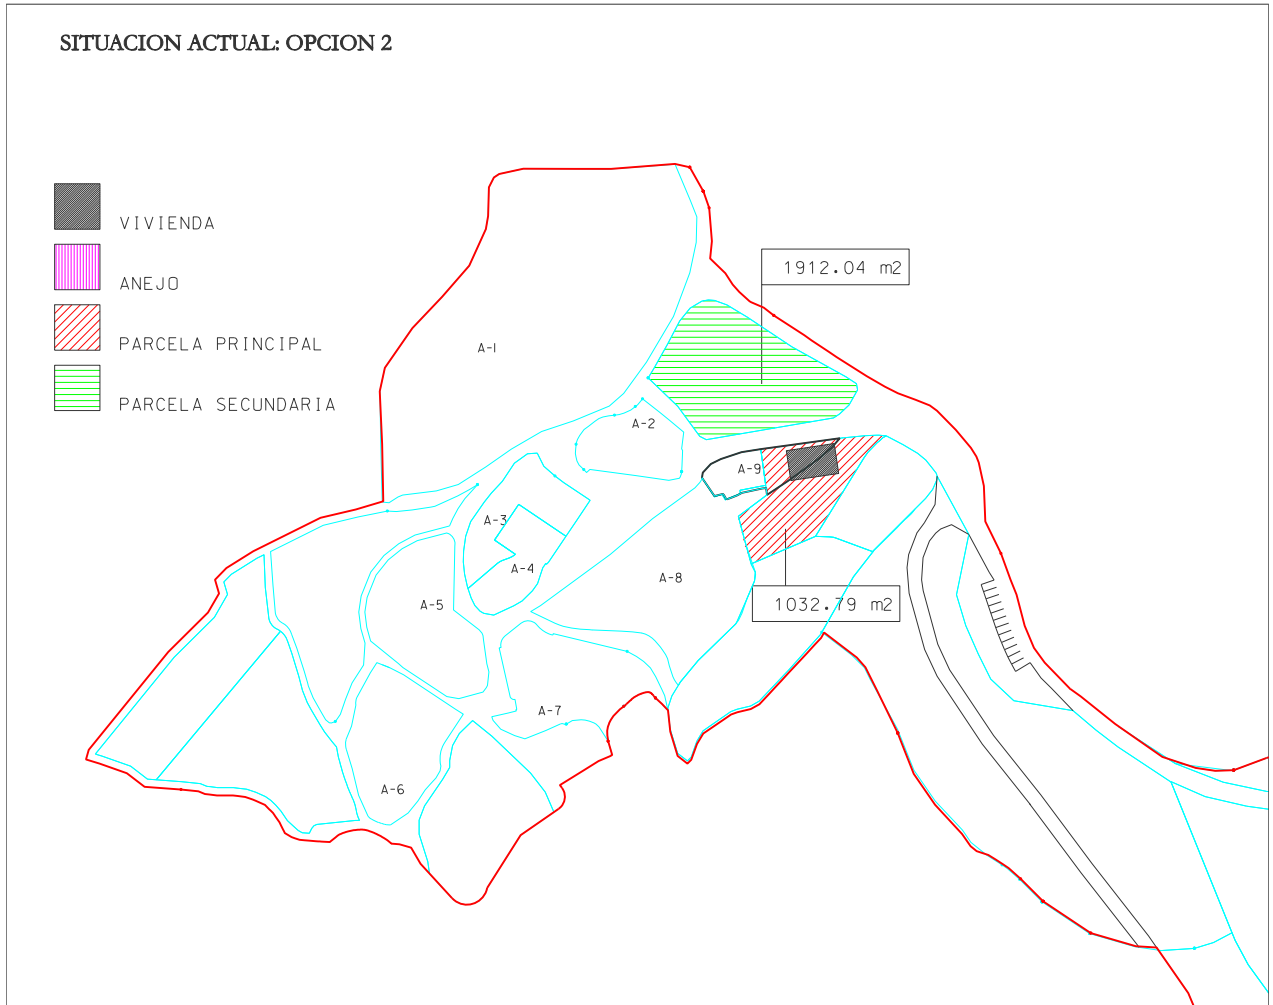 SITUACION ACTUAL: OPCION 2
VIVIENDA
ANEJO
PARCELA PRINCIPAL
PARCELA SECUNDARIA
1912.04 m2
A-1
A-2
A-9
A-3
A-4
A-8
A-5
1032.79 m2
A-7
A-6